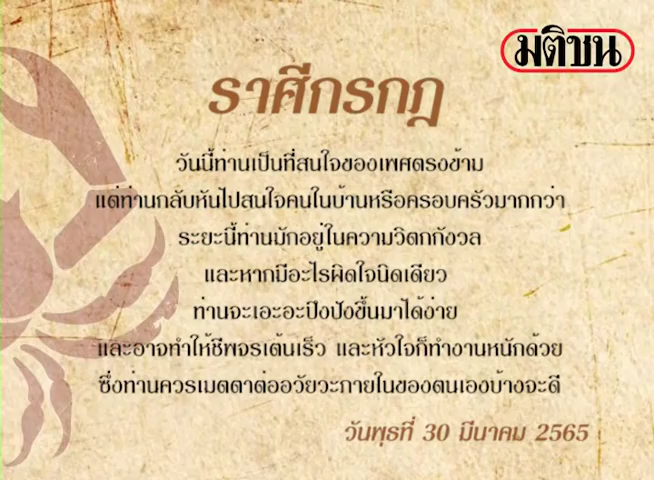 มติชน
ราศีกรกฎ
วันนี้ท่านเป็นที่สนใจของเพศตรงข้าม
แต่ท่านกลับหันไปสนใจคนในบ้านหรือครอบครัวมากกว่า
ระยะนี้ท่านมักอยู่ในความวิตกกังวล
และหากมีอะไรผิดใจนิดเดียว
ท่านจะเอะอะปึงปังขึ้นมาได้ง่าย
และอาจทำให้ชีพจรเต้นเร็ว และหัวใจก็ทำงานหนักด้วย
ซึ่งท่านควรเมตตาต่ออวัยวะภายในของตนเองบ้างจะดี
วันพุธที่ 30 มีนาคม 2565